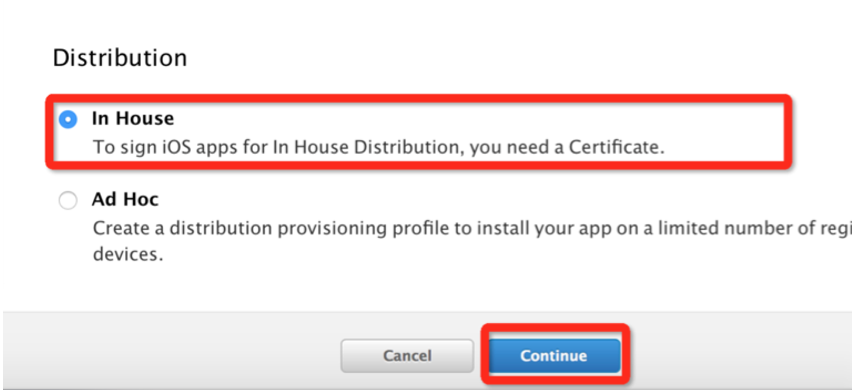 Distribution
In House
To sign iOS apps for In House Distribution, you need a Certificate.
Ad Hoc
Create a distribution provisioning profile to install your app on a limited number of regi
devices.
Cancel
Continue